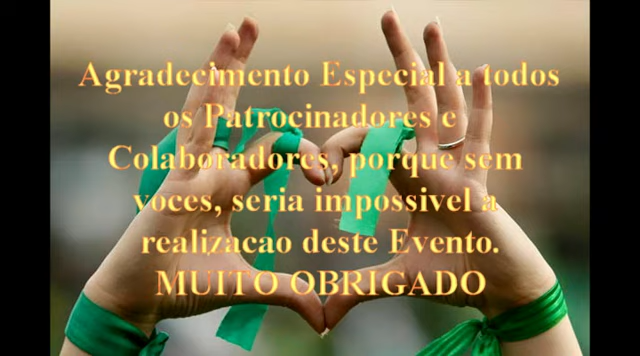 Agradecimento Especial a todos
os Patrocinadores e
Colaboradores, porque sem
voces, seria impossivel a
realizacao deste Evento.
MUITO OBRIGADO